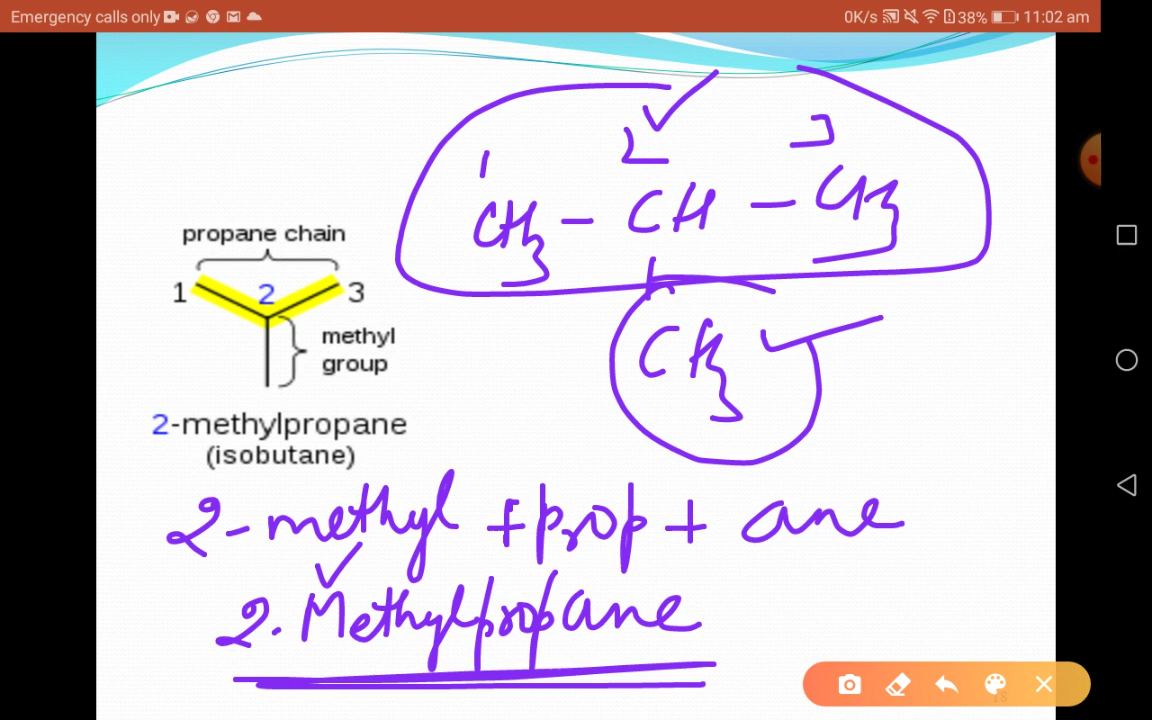 Emergency calls only
0K/s 38% 11:02 am
1 2 3
CH3 - CH - CH3
CH3
propane chain
1 2 3
methyl
group
2-methylpropane
(isobutane)
2-methyl + prop + ane
2. Methylpropane
18